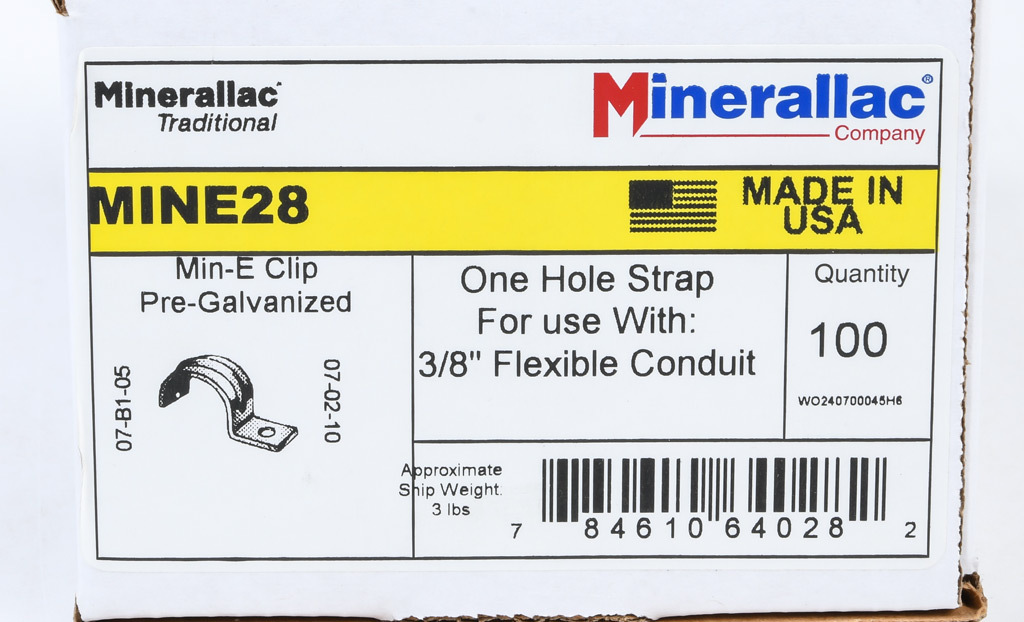 Minerallac
Traditional
Minerallac®
Company
MINE28
MADE IN
USA
Min-E Clip
Pre-Galvanized
07-B1-05
07-02-10
One Hole Strap
For use With:
3/8" Flexible Conduit
Quantity
100
WO240700045H6
Approximate
Ship Weight.
3 lbs
7 84610 64028 2